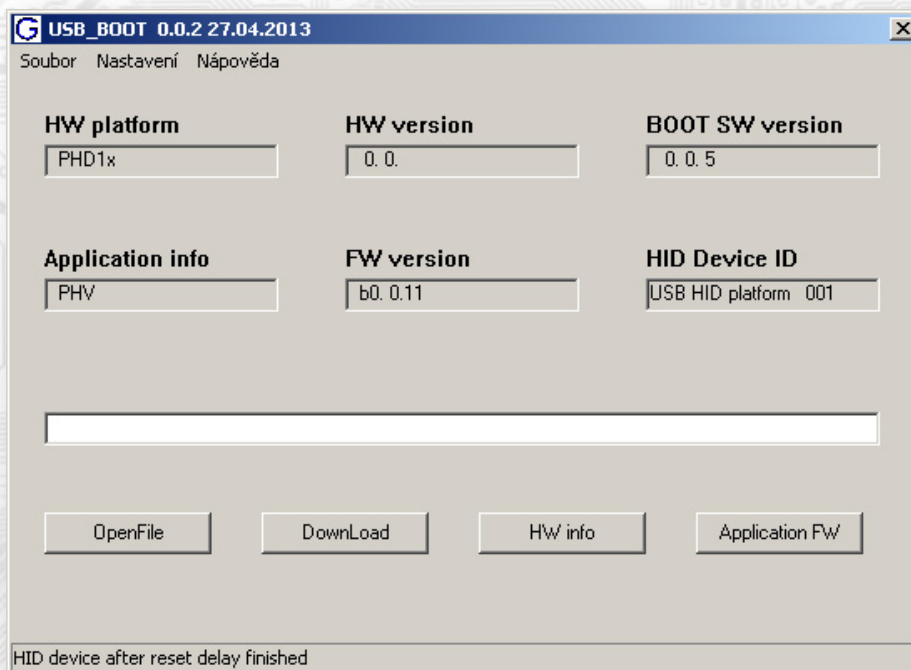 G USB_BOOT 0.0.2 27.04.2013
Soubor Nastavení Nápověda
HW platform HW version BOOT SW version
PHD1x 0. 0. 0. 0. 5
Application info FW version HID Device ID
PHV b0. 0.11 USB HID platform 001
OpenFile DownLoad HW info Application FW
HID device after reset delay finished